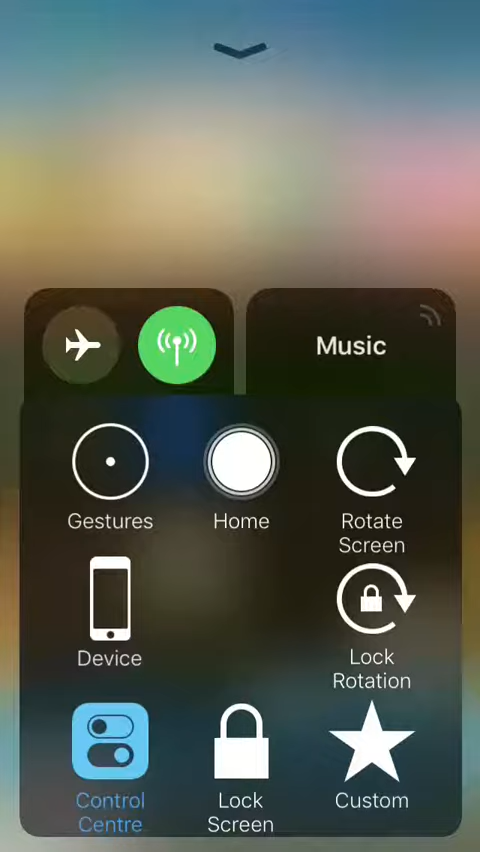 Music
Gestures
Home
Rotate
Screen
Device
Lock
Rotation
Control
Centre
Lock
Screen
Custom